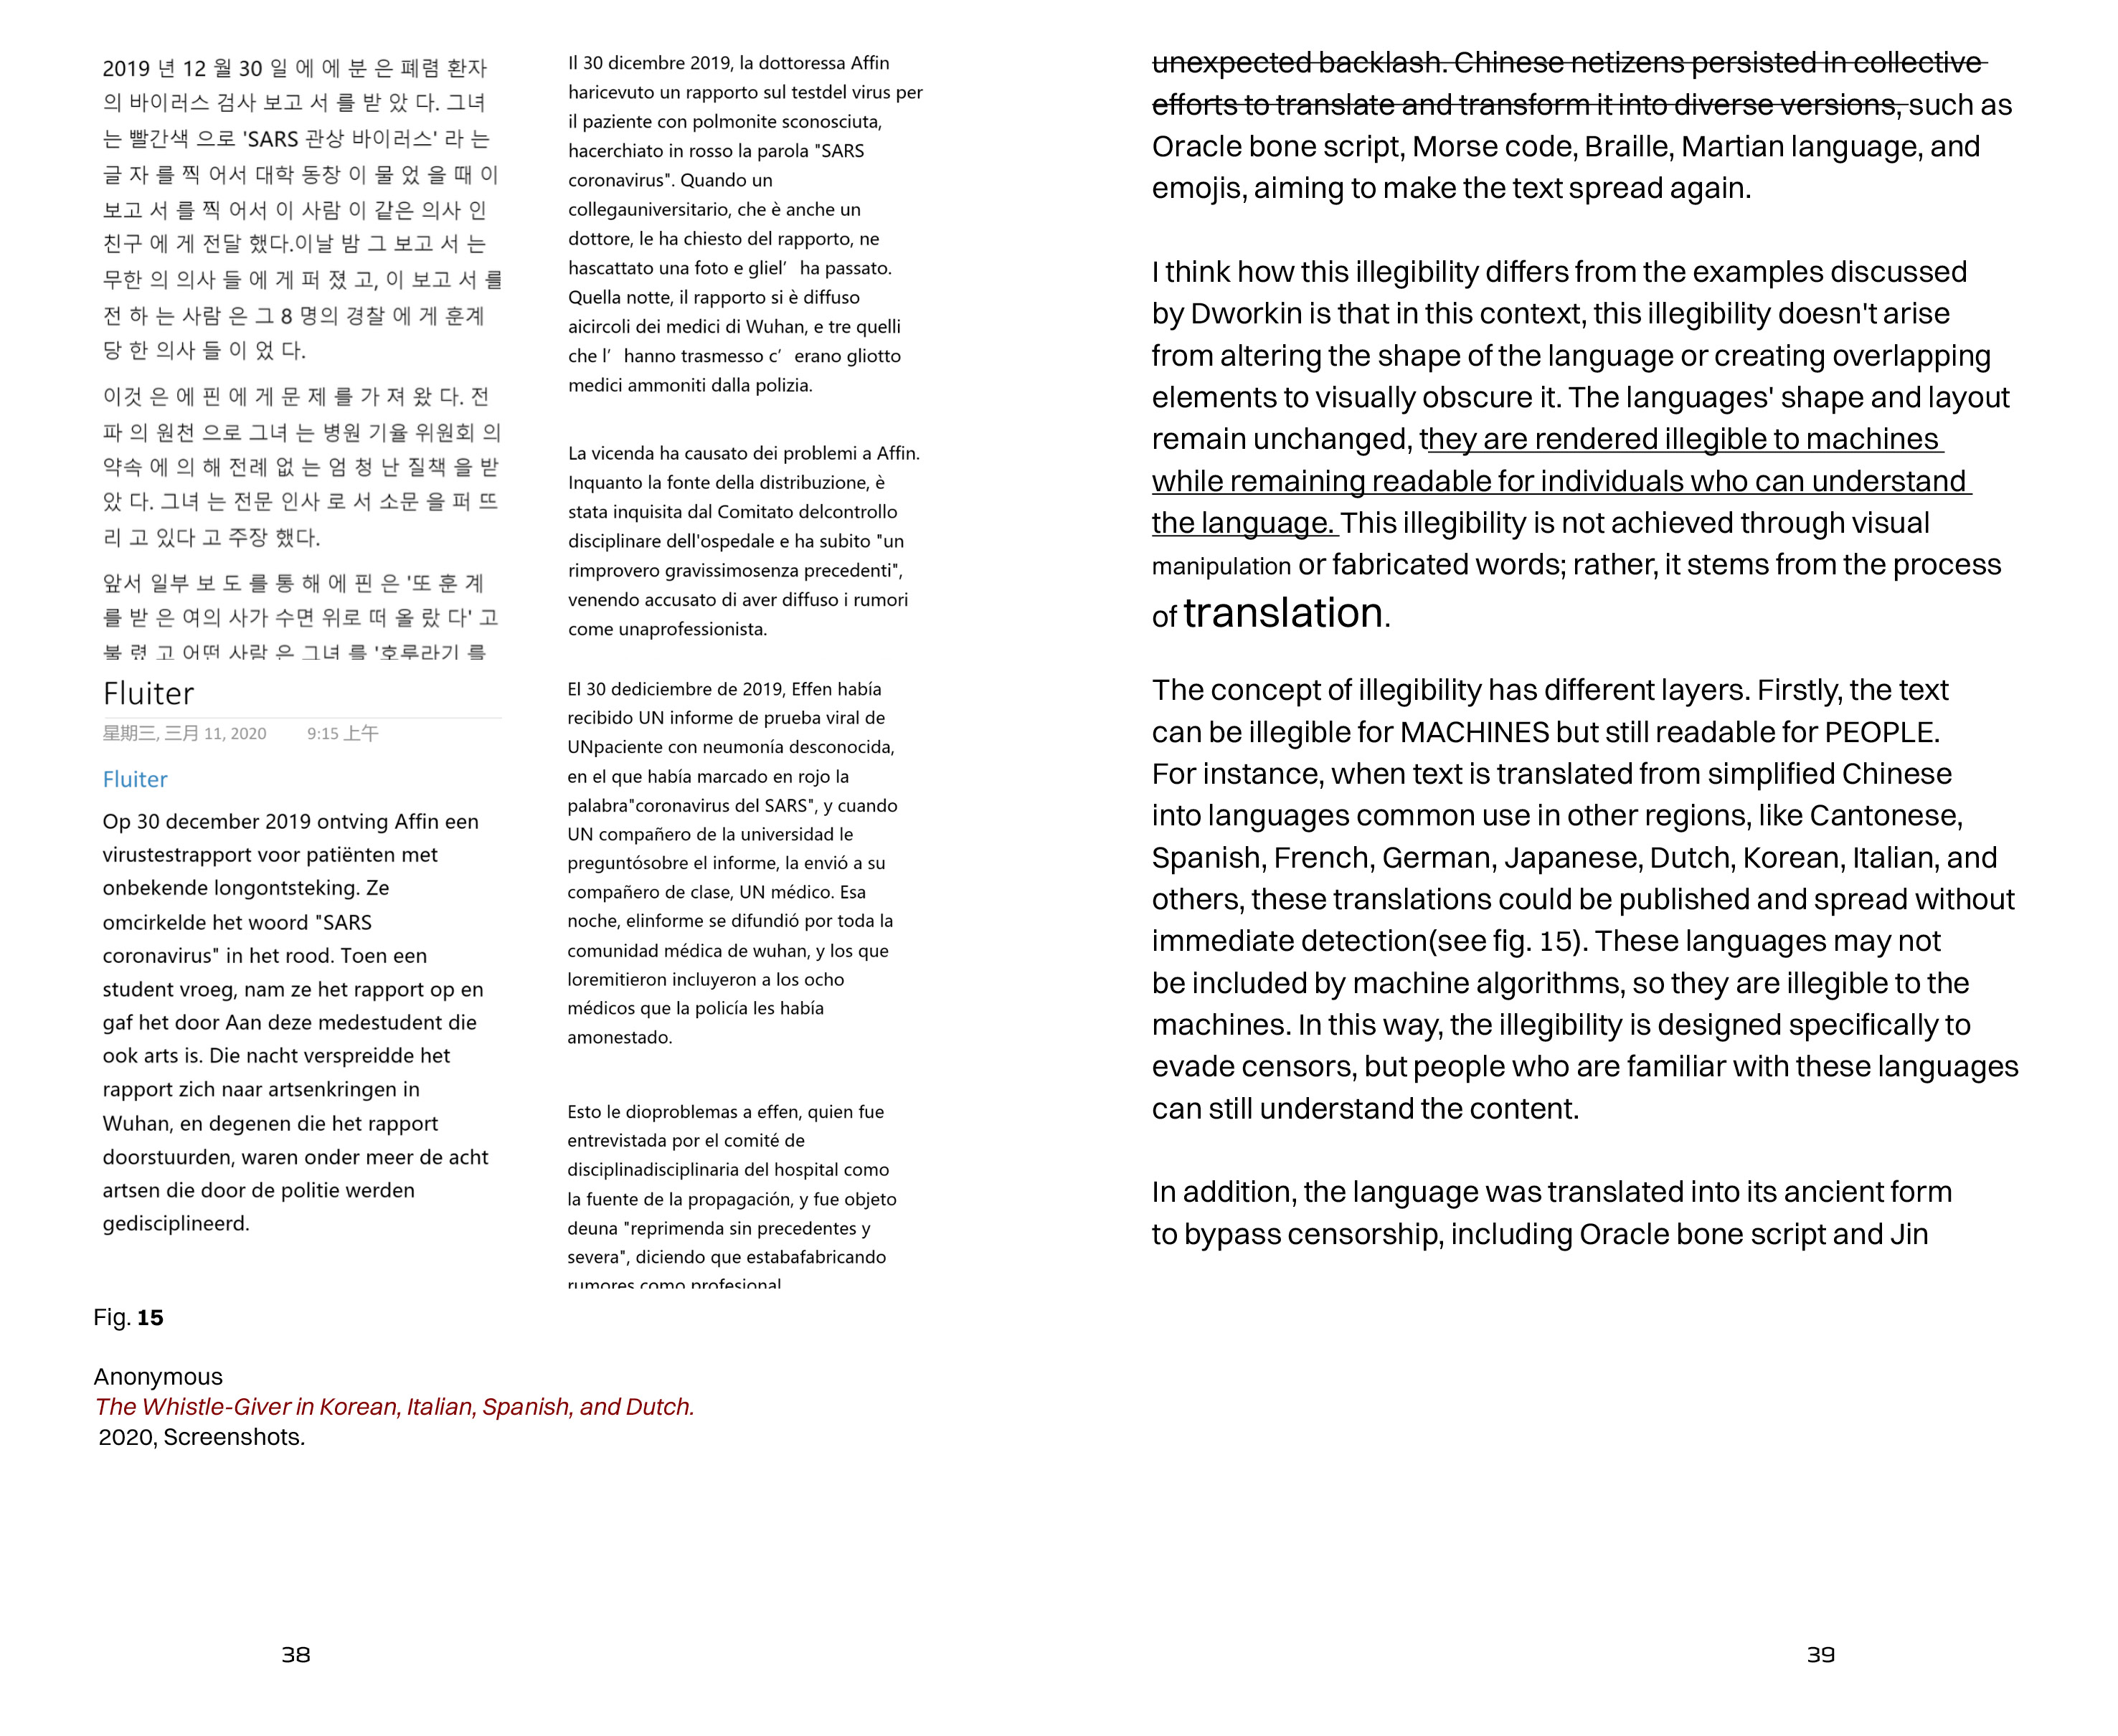 2019 년 12 월 30 일 에 에 분 은 폐렴 환자
의 바이러스 검사 보고 서 를 받 았 다. 그녀
는 빨간색 으로 'SARS 관상 바이러스' 라 는
글 자 를 찍 어서 대학 동창 이 물 었 을 때 이
보고 서 를 찍 어서 이 사람 이 같은 의사 인
친구 에 게 전달 했다.이날 밤 그 보고 서 는
무한 의 의사 들 에 게 퍼 졌 고, 이 보고 서 를
전 하 는 사람 은 그 8 명의 경찰 에 게 훈계
당 한 의사 들 이 었 다.
이것 은 에 핀 에 게 문 제 를 가 져 왔 다. 전
파 의 원천 으로 그녀 는 병원 기율 위원회 의
약속 에 의 해 전례 없 는 엄 청 난 질책 을 받
았 다. 그녀 는 전문 인사 로 서 소문 을 퍼 뜨
리 고 있다 고 주장 했다.
앞서 일부 보 도 를 통 해 에 핀 은 '또 훈 계
를 받 은 여의 사가 수면 위로 떠 올 랐 다' 고
불 렸 고 어떤 사람 은 그녀 를 '호루라기 를
Fluiter
星期三, 三月 11, 2020 9:15 上午
Fluiter
Op 30 december 2019 ontving Affin een
virustestrapport voor patiënten met
onbekende longontsteking. Ze
omcirkelde het woord "SARS
coronavirus" in het rood. Toen een
student vroeg, nam ze het rapport op en
gaf het door Aan deze medestudent die
ook arts is. Die nacht verspreidde het
rapport zich naar artsenkringen in
Wuhan, en degenen die het rapport
doorstuurden, waren onder meer de acht
artsen die door de politie werden
gedisciplineerd.
Il 30 dicembre 2019, la dottoressa Affin
haricevuto un rapporto sul testdel virus per
il paziente con polmonite sconosciuta,
hacerchiato in rosso la parola "SARS
coronavirus". Quando un
collegauniversitario, che è anche un
dottore, le ha chiesto del rapporto, ne
hascattato una foto e gliel’ ha passato.
Quella notte, il rapporto si è diffuso
aicircoli dei medici di Wuhan, e tre quelli
che l’ hanno trasmesso c’ erano gliotto
medici ammoniti dalla polizia.
La vicenda ha causato dei problemi a Affin.
Inquanto la fonte della distribuzione, è
stata inquisita dal Comitato delcontrollo
disciplinare dell'ospedale e ha subito "un
rimprovero gravissimosenza precedenti",
venendo accusato di aver diffuso i rumori
come unaprofessionista.
El 30 dediciembre de 2019, Effen había
recibido UN informe de prueba viral de
UNpaciente con neumonía desconocida,
en el que había marcado en rojo la
palabra"coronavirus del SARS", y cuando
UN compañero de la universidad le
preguntósobre el informe, la envió a su
compañero de clase, UN médico. Esa
noche, elinforme se difundió por toda la
comunidad médica de wuhan, y los que
loremitieron incluyeron a los ocho
médicos que la policía les había
amonestado.
Esto le dioproblemas a effen, quien fue
entrevistada por el comité de
disciplinadisciplinaria del hospital como
la fuente de la propagación, y fue objeto
deuna "reprimenda sin precedentes y
severa", diciendo que estabafabricando
rumores como profesional
Fig. 15
Anonymous
The Whistle-Giver in Korean, Italian, Spanish, and Dutch.
2020, Screenshots.
38
unexpected backlash. Chinese netizens persisted in collective
efforts to translate and transform it into diverse versions, such as
Oracle bone script, Morse code, Braille, Martian language, and
emojis, aiming to make the text spread again.
I think how this illegibility differs from the examples discussed
by Dworkin is that in this context, this illegibility doesn't arise
from altering the shape of the language or creating overlapping
elements to visually obscure it. The languages' shape and layout
remain unchanged, they are rendered illegible to machines
while remaining readable for individuals who can understand
the language. This illegibility is not achieved through visual
manipulation or fabricated words; rather, it stems from the process
of translation.
The concept of illegibility has different layers. Firstly, the text
can be illegible for MACHINES but still readable for PEOPLE.
For instance, when text is translated from simplified Chinese
into languages common use in other regions, like Cantonese,
Spanish, French, German, Japanese, Dutch, Korean, Italian, and
others, these translations could be published and spread without
immediate detection(see fig. 15). These languages may not
be included by machine algorithms, so they are illegible to the
machines. In this way, the illegibility is designed specifically to
evade censors, but people who are familiar with these languages
can still understand the content.
In addition, the language was translated into its ancient form
to bypass censorship, including Oracle bone script and Jin
39